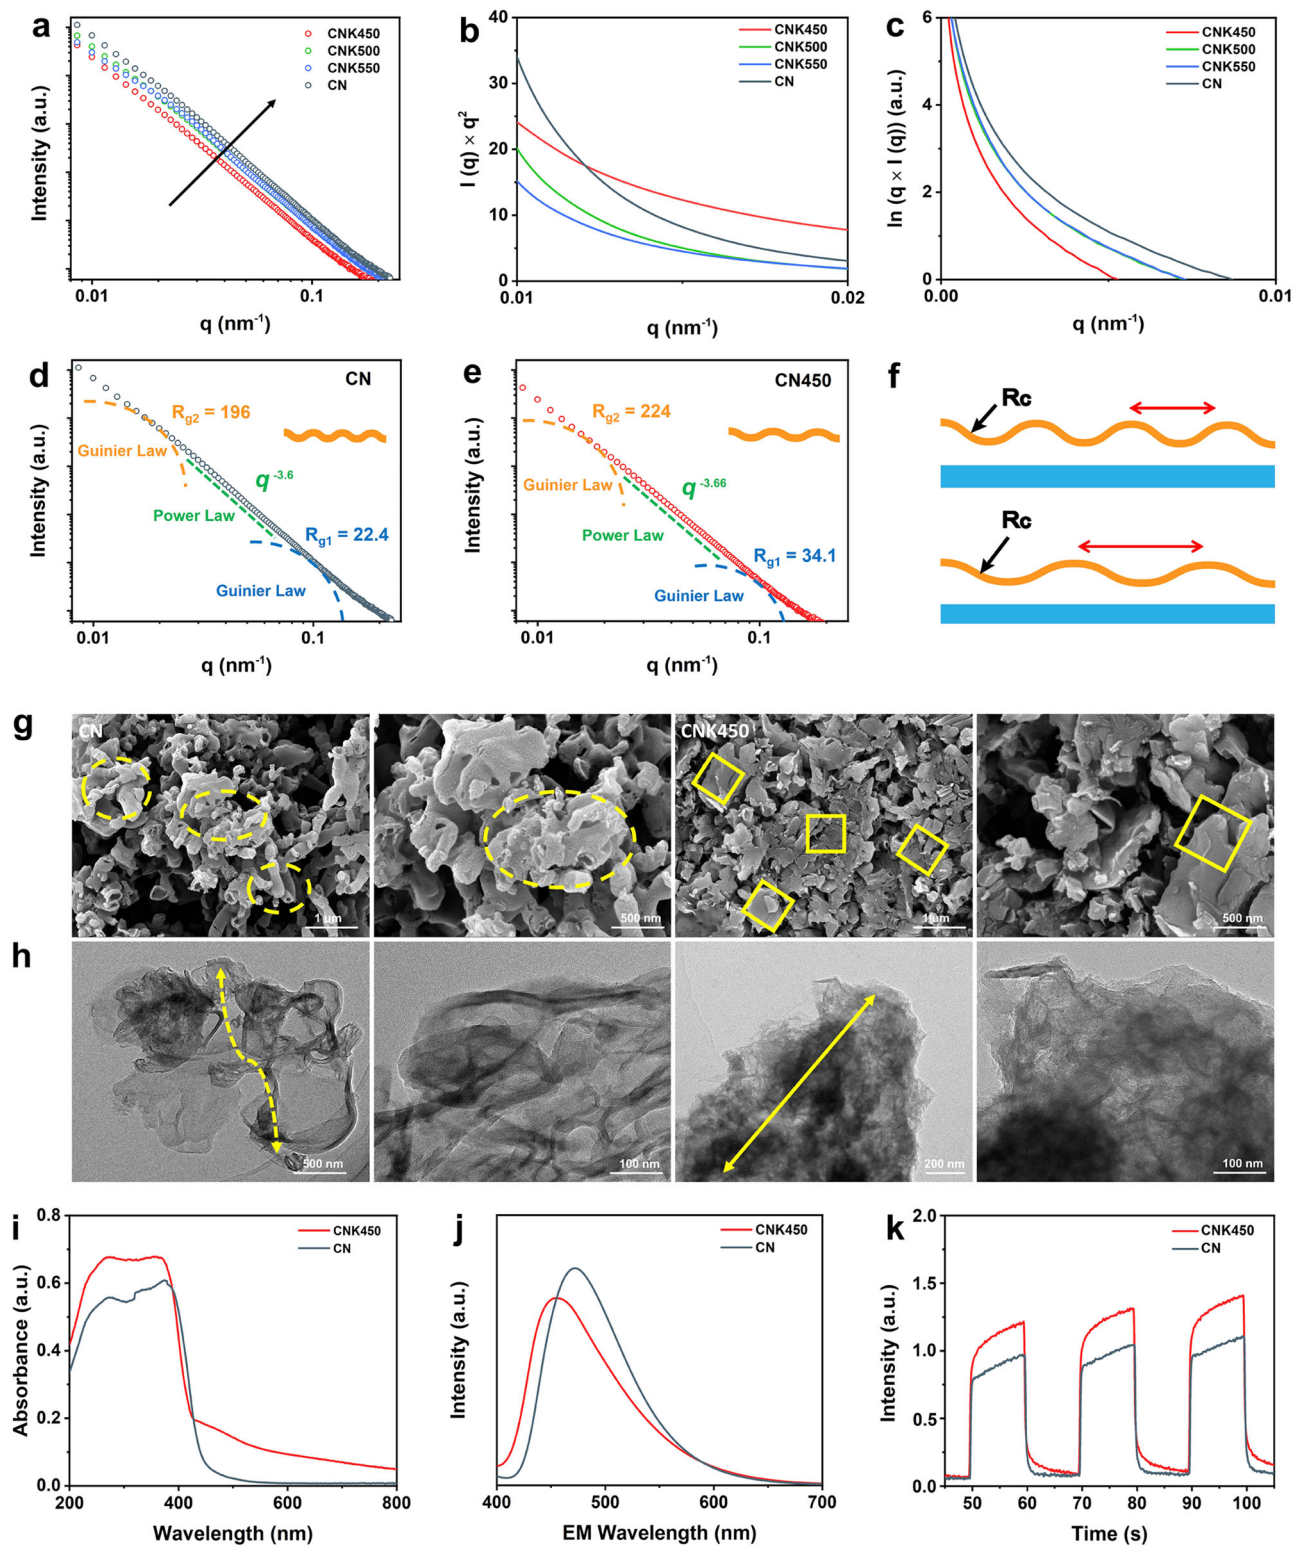 a
CNK450
CNK500
CNK550
CN
Intensity (a.u.)
0.01
0.1
q (nm⁻¹)
b
CNK450
CNK500
CNK550
CN
I (q) × q²
40
30
20
10
0
0.01
0.02
q (nm⁻¹)
c
CNK450
CNK500
CNK550
CN
ln (q × I (q)) (a.u.)
6
4
2
0
0.00
0.01
q (nm⁻¹)
d
CN
Rg2 = 196
Guinier Law
q -3.6
Power Law
Rg1 = 22.4
Guinier Law
Intensity (a.u.)
0.01
0.1
q (nm⁻¹)
e
CN450
Rg2 = 224
Guinier Law
q -3.66
Power Law
Rg1 = 34.1
Guinier Law
Intensity (a.u.)
0.01
0.1
q (nm⁻¹)
f
Rc
Rc
g
CN
1 um
500 nm
CNK450
1 um
500 nm
h
500 nm
100 nm
200 nm
100 nm
i
CNK450
CN
Absorbance (a.u.)
0.8
0.6
0.4
0.2
0.0
200
400
600
800
Wavelength (nm)
j
CNK450
CN
Intensity (a.u.)
400
500
600
700
EM Wavelength (nm)
k
CNK450
CN
Intensity (a.u.)
2.0
1.5
1.0
0.5
0.0
50
60
70
80
90
100
Time (s)